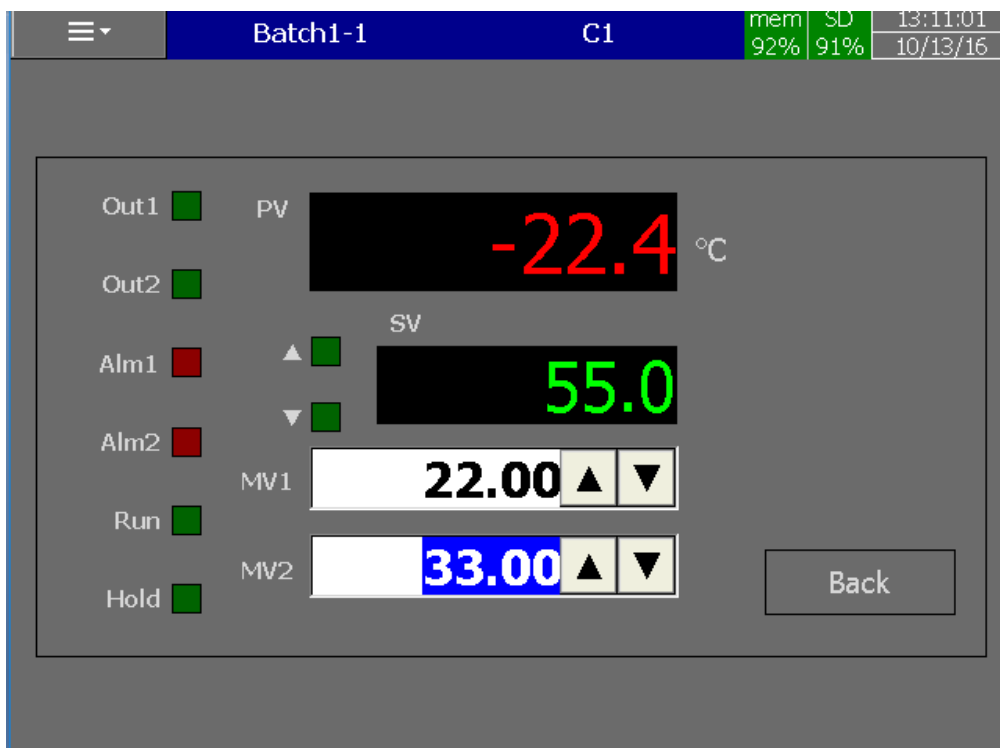 Batch1-1 C1 mem SD 13:11:01
92% 91% 10/13/16
Out1 PV -22.4 °C
Out2
SV
Alm1 ▲ 55.0
▼
Alm2
MV1 22.00 ▲ ▼
Run
MV2 33.00 ▲ ▼
Back
Hold